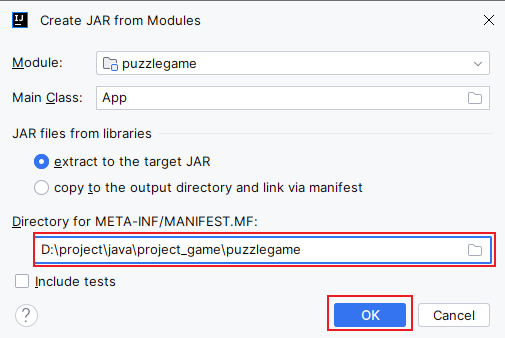 Create JAR from Modules
Module: puzzlegame
Main Class: App
JAR files from libraries
extract to the target JAR
copy to the output directory and link via manifest
Directory for META-INF/MANIFEST.MF:
D:\project\java\project_game\puzzlegame
Include tests
? OK Cancel